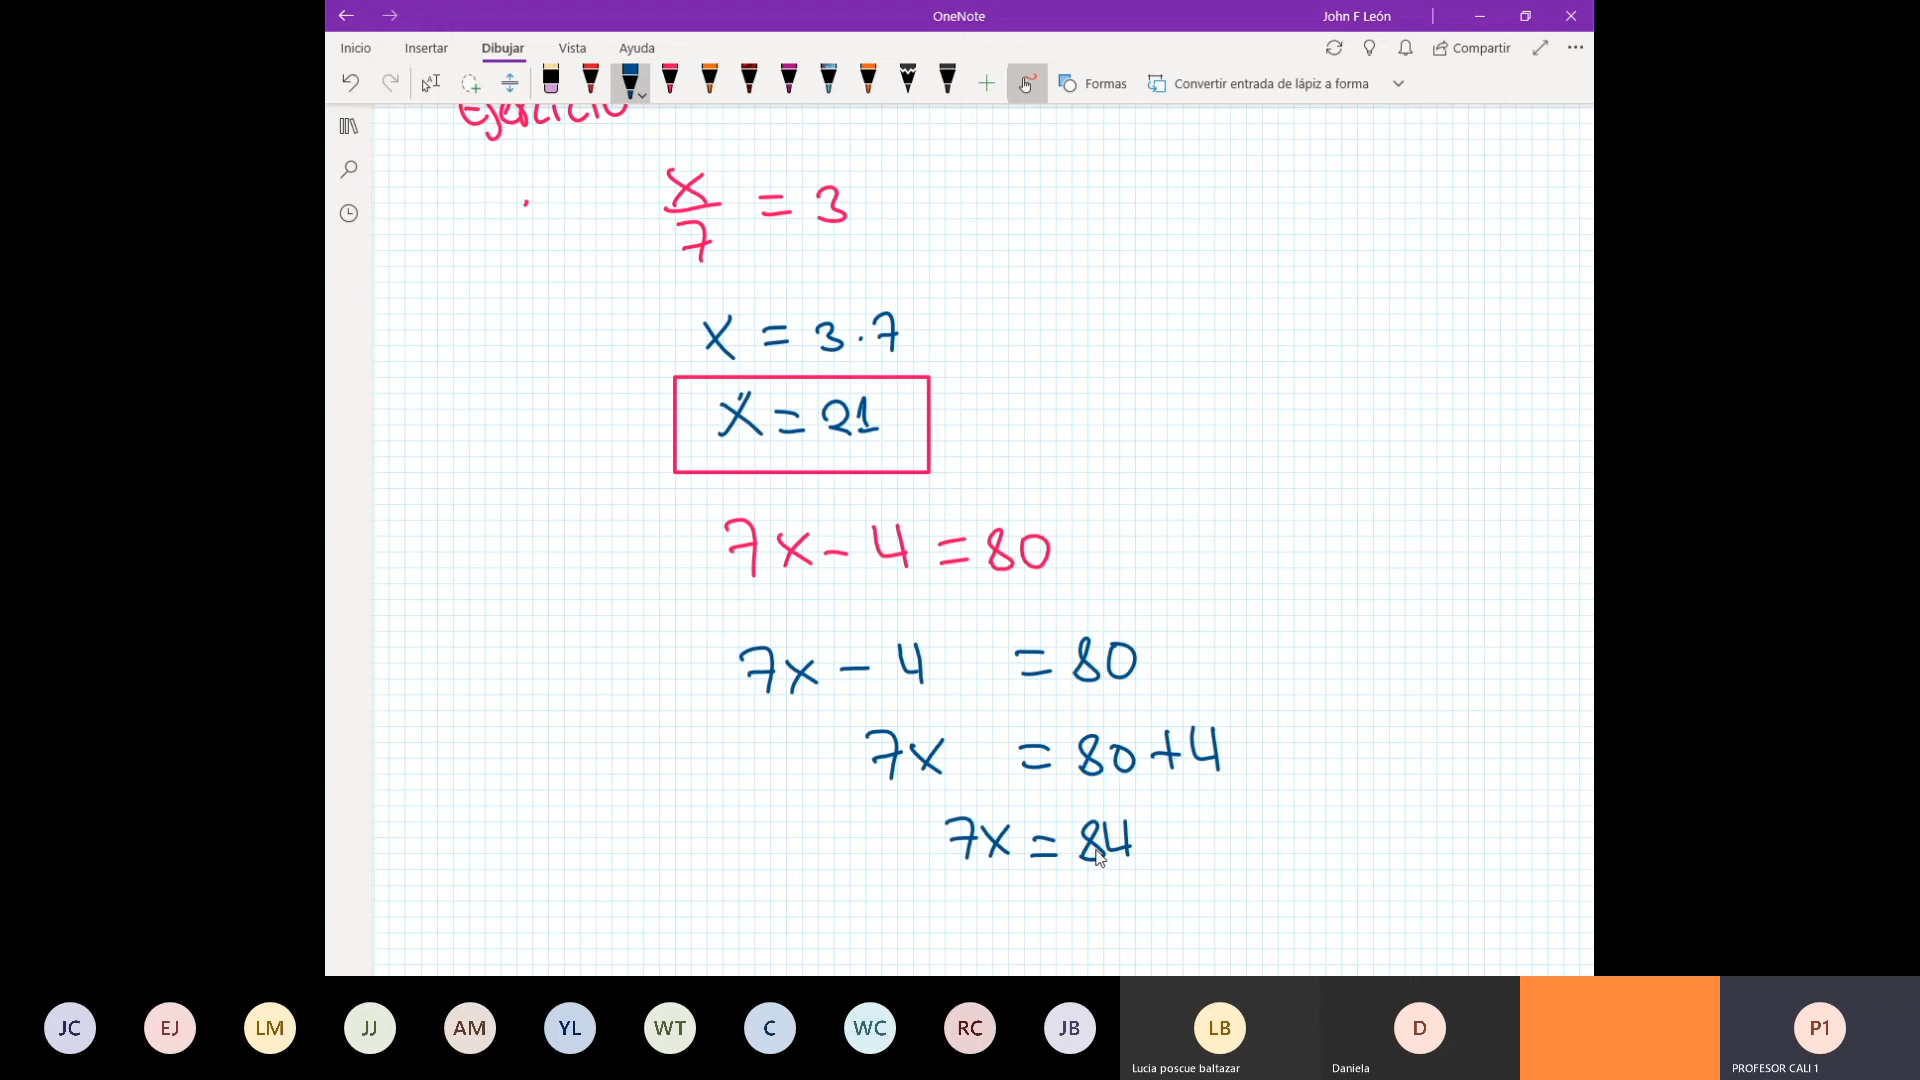 OneNote
John F León
Inicio Insertar Dibujar Vista Ayuda
Compartir
Formas
Convertir entrada de lápiz a forma
Ejercicio
x/7 = 3
x = 3.7
x = 21
7x - 4 = 80
7x - 4 = 80
7x = 80+4
7x = 84
JC EJ LM JJ AM YL WT C WC RC JB LB D P1
Lucia poscue baltazar
Daniela
PROFESOR CALI 1